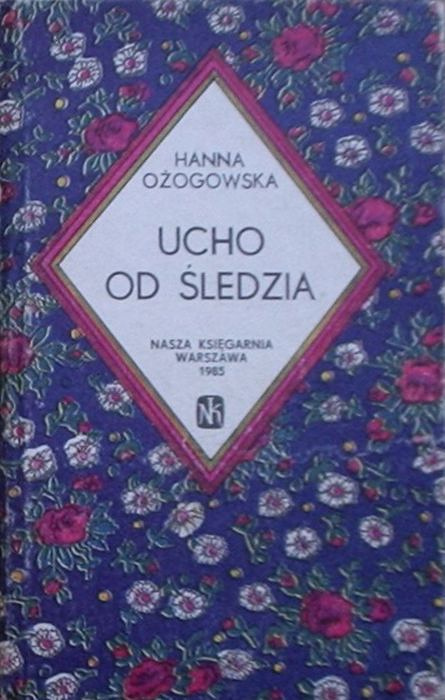 HANNA
OŻOGOWSKA
UCHO
OD ŚLEDZIA
NASZA KSIĘGARNIA
WARSZAWA
1985
NK